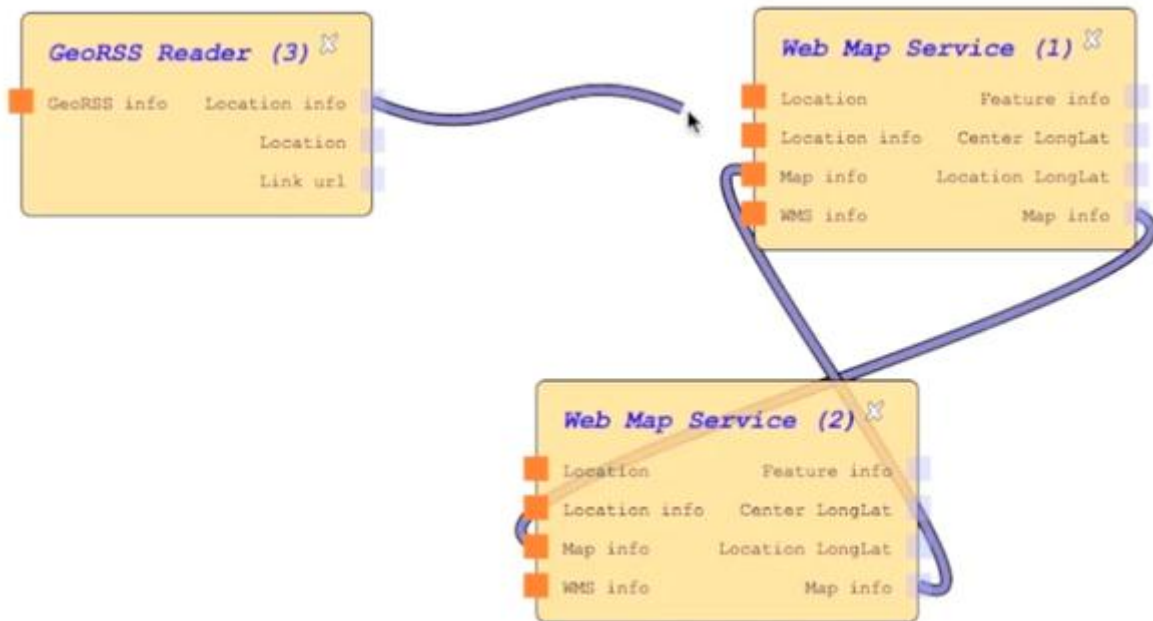 GeoRSS Reader (3)
GeoRSS info Location info
Location
Link url
Web Map Service (1)
Location Feature info
Location info Center LongLat
Map info Location LongLat
WMS info Map info
Web Map Service (2)
Location Feature info
Location info Center LongLat
Map info Location LongLat
WMS info Map info